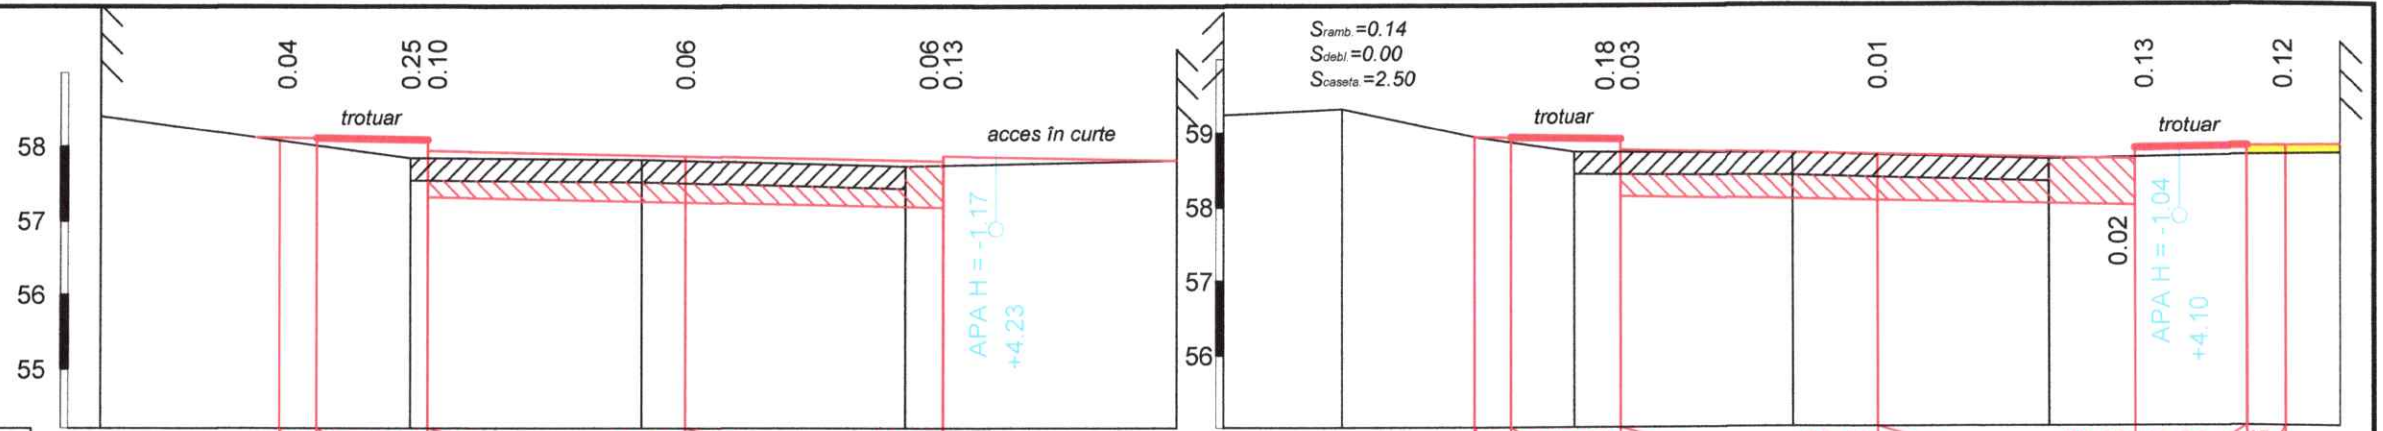 0.04
0.25
0.10
0.06
0.06
0.13
trotuar
acces în curte
58
57
56
55
APA H = -1.17
+4.23
Sramb.=0.14
Sdebl.=0.00
Scaseta.=2.50
0.18
0.03
0.01
0.13
0.12
trotuar
trotuar
59
58
57
56
0.02
APA H = -1.04
+4.10